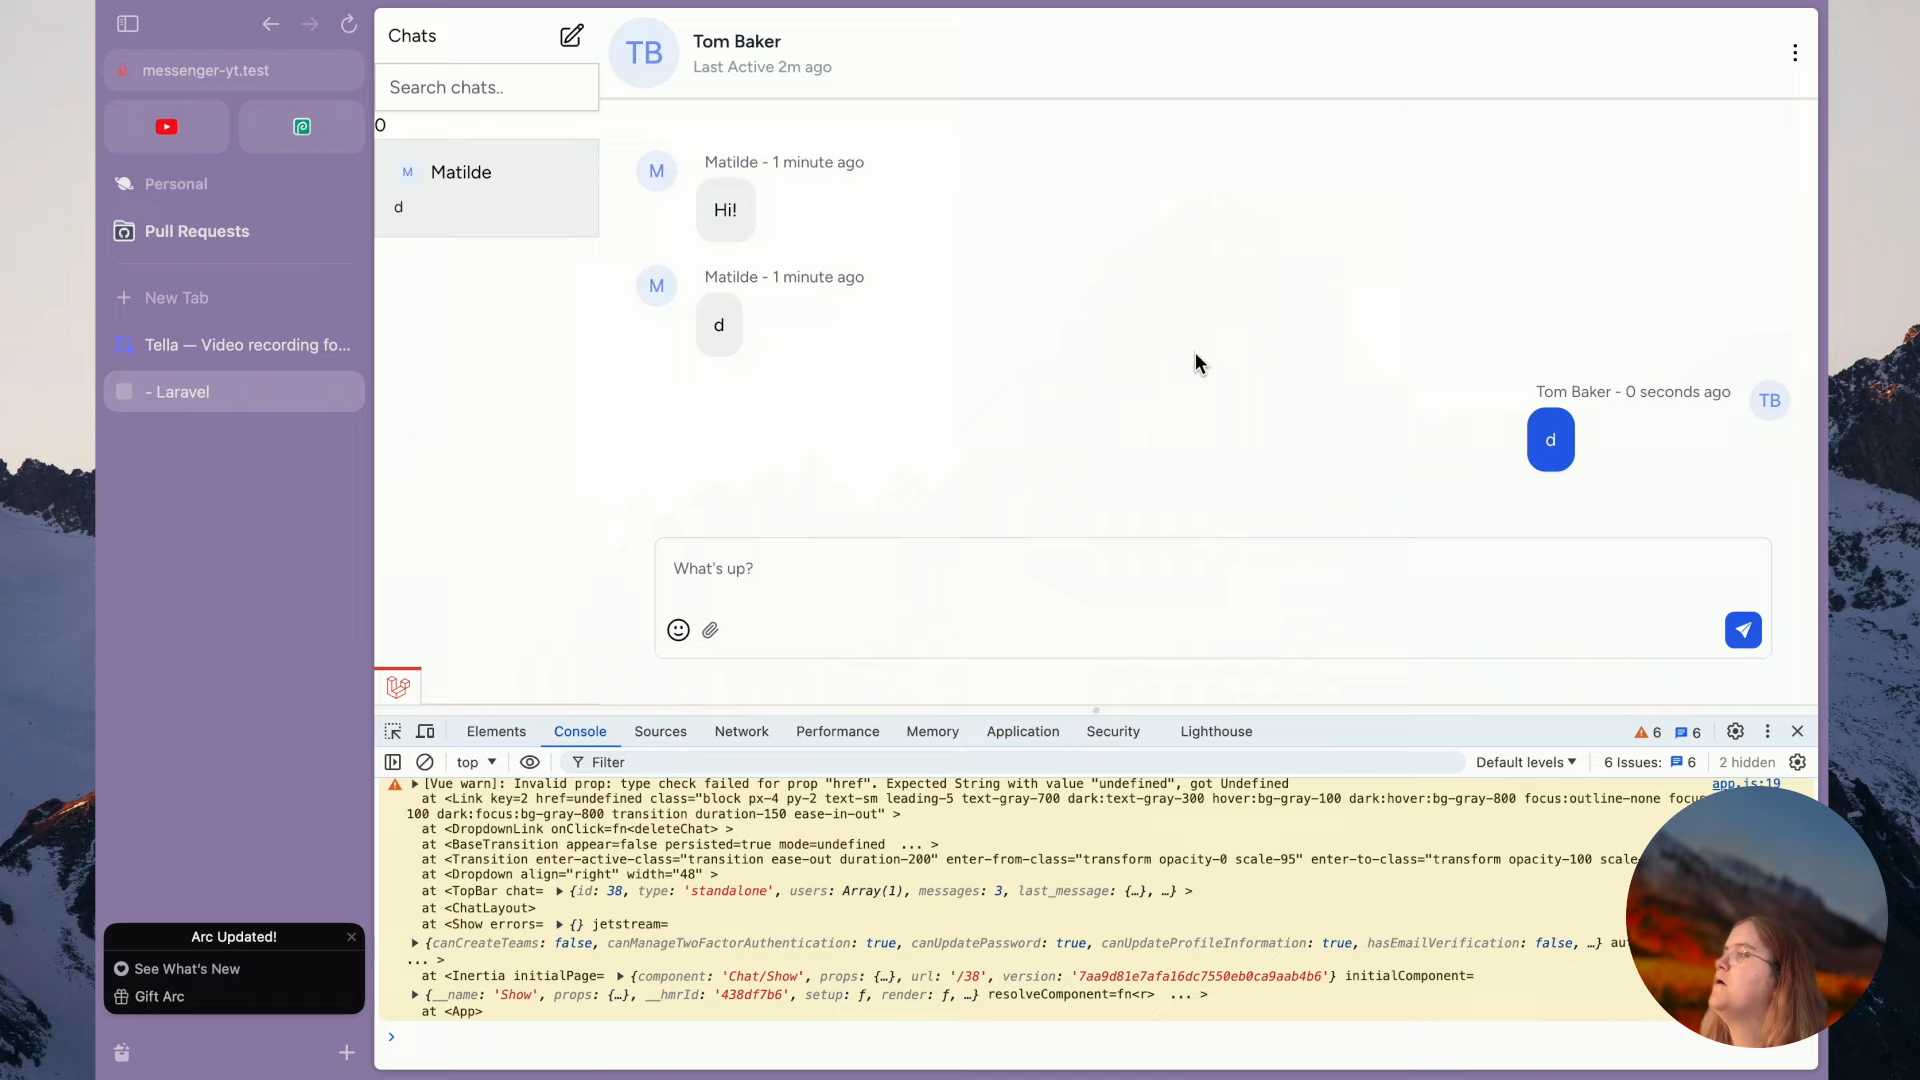 messenger-yt.test
Personal
Pull Requests
New Tab
Tella — Video recording fo...
- Laravel
Arc Updated!
See What's New
Gift Arc
Chats
Search chats..
0
M
Matilde
d
TB
Tom Baker
Last Active 2m ago
M
Matilde - 1 minute ago
Hi!
M
Matilde - 1 minute ago
d
Tom Baker - 0 seconds ago
TB
d
What's up?
Elements Console Sources Network Performance Memory Application Security Lighthouse 6 6
top Filter Default levels 6 Issues: 6 2 hidden
[Vue warn]: Invalid prop: type check failed for prop "href". Expected String with value "undefined", got Undefined app.js:19
at <Link key=2 href=undefined class="block px-4 py-2 text-sm leading-5 text-gray-700 dark:text-gray-300 hover:bg-gray-100 dark:hover:bg-gray-800 focus:outline-none focu
100 dark:focus:bg-gray-800 transition duration-150 ease-in-out" >
at <DropdownLink onClick=fn<deleteChat> >
at <BaseTransition appear=false persisted=true mode=undefined ... >
at <Transition enter-active-class="transition ease-out duration-200" enter-from-class="transform opacity-0 scale-95" enter-to-class="transform opacity-100 scale-
at <Dropdown align="right" width="48" >
at <TopBar chat= {id: 38, type: 'standalone', users: Array(1), messages: 3, last_message: {…}, …} >
at <ChatLayout>
at <Show errors= {} jetstream=
{canCreateTeams: false, canManageTwoFactorAuthentication: true, canUpdatePassword: true, canUpdateProfileInformation: true, hasEmailVerification: false, …} au
... >
at <Inertia initialPage= {component: 'Chat/Show', props: {…}, url: '/38', version: '7aa9d81e7afa16dc7550eb0ca9aab4b6'} initialComponent=
{__name: 'Show', props: {…}, __hmrId: '438df7b6', setup: ƒ, render: ƒ, …} resolveComponent=fn<r> ... >
at <App>